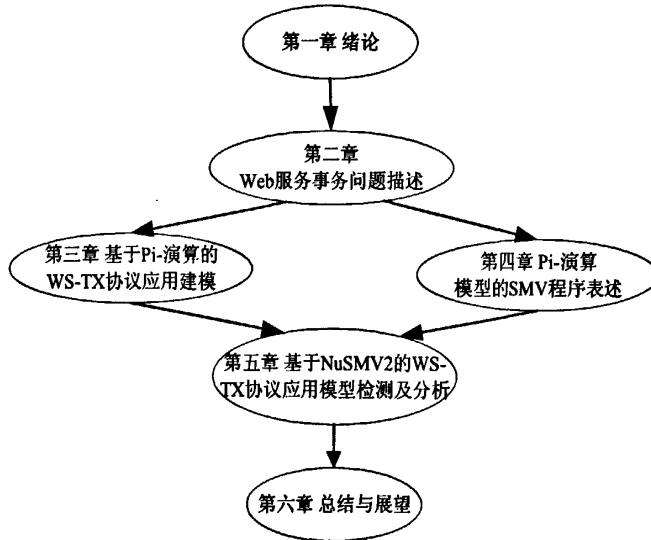 第一章 绪论
第二章
Web服务事务问题描述
第三章 基于Pi-演算的
WS-TX协议应用建模
第四章 Pi-演算
模型的SMV程序表述
第五章 基于NuSMV2的WS-
TX协议应用模型检测及分析
第六章 总结与展望